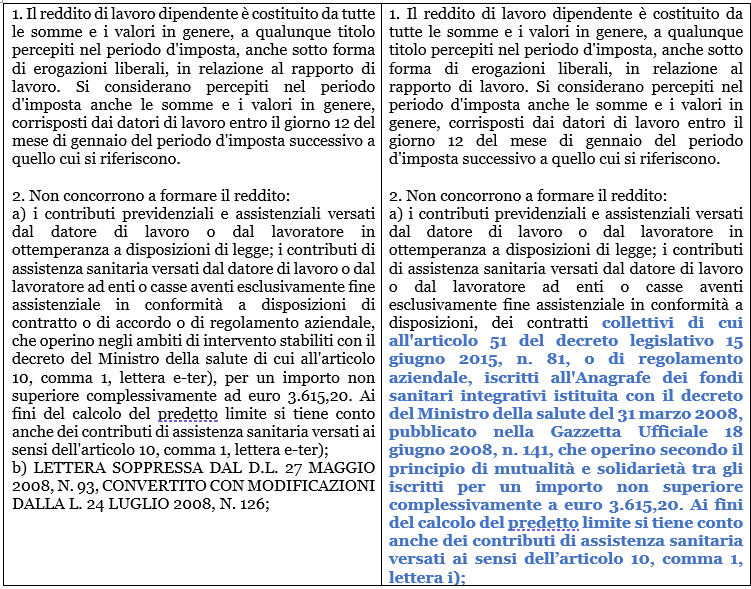 1. Il reddito di lavoro dipendente è costituito da tutte
le somme e i valori in genere, a qualunque titolo
percepiti nel periodo d'imposta, anche sotto forma
di erogazioni liberali, in relazione al rapporto di
lavoro. Si considerano percepiti nel periodo
d'imposta anche le somme e i valori in genere,
corrisposti dai datori di lavoro entro il giorno 12 del
mese di gennaio del periodo d'imposta successivo a
quello cui si riferiscono.
2. Non concorrono a formare il reddito:
a) i contributi previdenziali e assistenziali versati
dal datore di lavoro o dal lavoratore in
ottemperanza a disposizioni di legge; i contributi di
assistenza sanitaria versati dal datore di lavoro o dal
lavoratore ad enti o casse aventi esclusivamente fine
assistenziale in conformità a disposizioni di
contratto o di accordo o di regolamento aziendale,
che operino negli ambiti di intervento stabiliti con il
decreto del Ministro della salute di cui all'articolo
10, comma 1, lettera e-ter), per un importo non
superiore complessivamente ad euro 3.615,20. Ai
fini del calcolo del predetto limite si tiene conto
anche dei contributi di assistenza sanitaria versati ai
sensi dell'articolo 10, comma 1, lettera e-ter);
b) LETTERA SOPPRESSA DAL D.L. 27 MAGGIO
2008, N. 93, CONVERTITO CON MODIFICAZIONI
DALLA L. 24 LUGLIO 2008, N. 126;
1. Il reddito di lavoro dipendente è costituito da
tutte le somme e i valori in genere, a qualunque
titolo percepiti nel periodo d'imposta, anche sotto
forma di erogazioni liberali, in relazione al
rapporto di lavoro. Si considerano percepiti nel
periodo d'imposta anche le somme e i valori in
genere, corrisposti dai datori di lavoro entro il
giorno 12 del mese di gennaio del periodo
d'imposta successivo a quello cui si riferiscono.
2. Non concorrono a formare il reddito:
a) i contributi previdenziali e assistenziali versati
dal datore di lavoro o dal lavoratore in
ottemperanza a disposizioni di legge; i contributi
di assistenza sanitaria versati dal datore di lavoro
o dal lavoratore ad enti o casse aventi
esclusivamente fine assistenziale in conformità a
disposizioni, dei contratti collettivi di cui
all'articolo 51 del decreto legislativo 15
giugno 2015, n. 81, o di regolamento
aziendale, iscritti all'Anagrafe dei fondi
sanitari integrativi istituita con il decreto
del Ministro della salute del 31 marzo 2008,
pubblicato nella Gazzetta Ufficiale 18
giugno 2008, n. 141, che operino secondo il
principio di mutualità e solidarietà tra gli
iscritti per un importo non superiore
complessivamente a euro 3.615,20. Ai fini
del calcolo del predetto limite si tiene conto
anche dei contributi di assistenza sanitaria
versati ai sensi dell’articolo 10, comma 1,
lettera i);